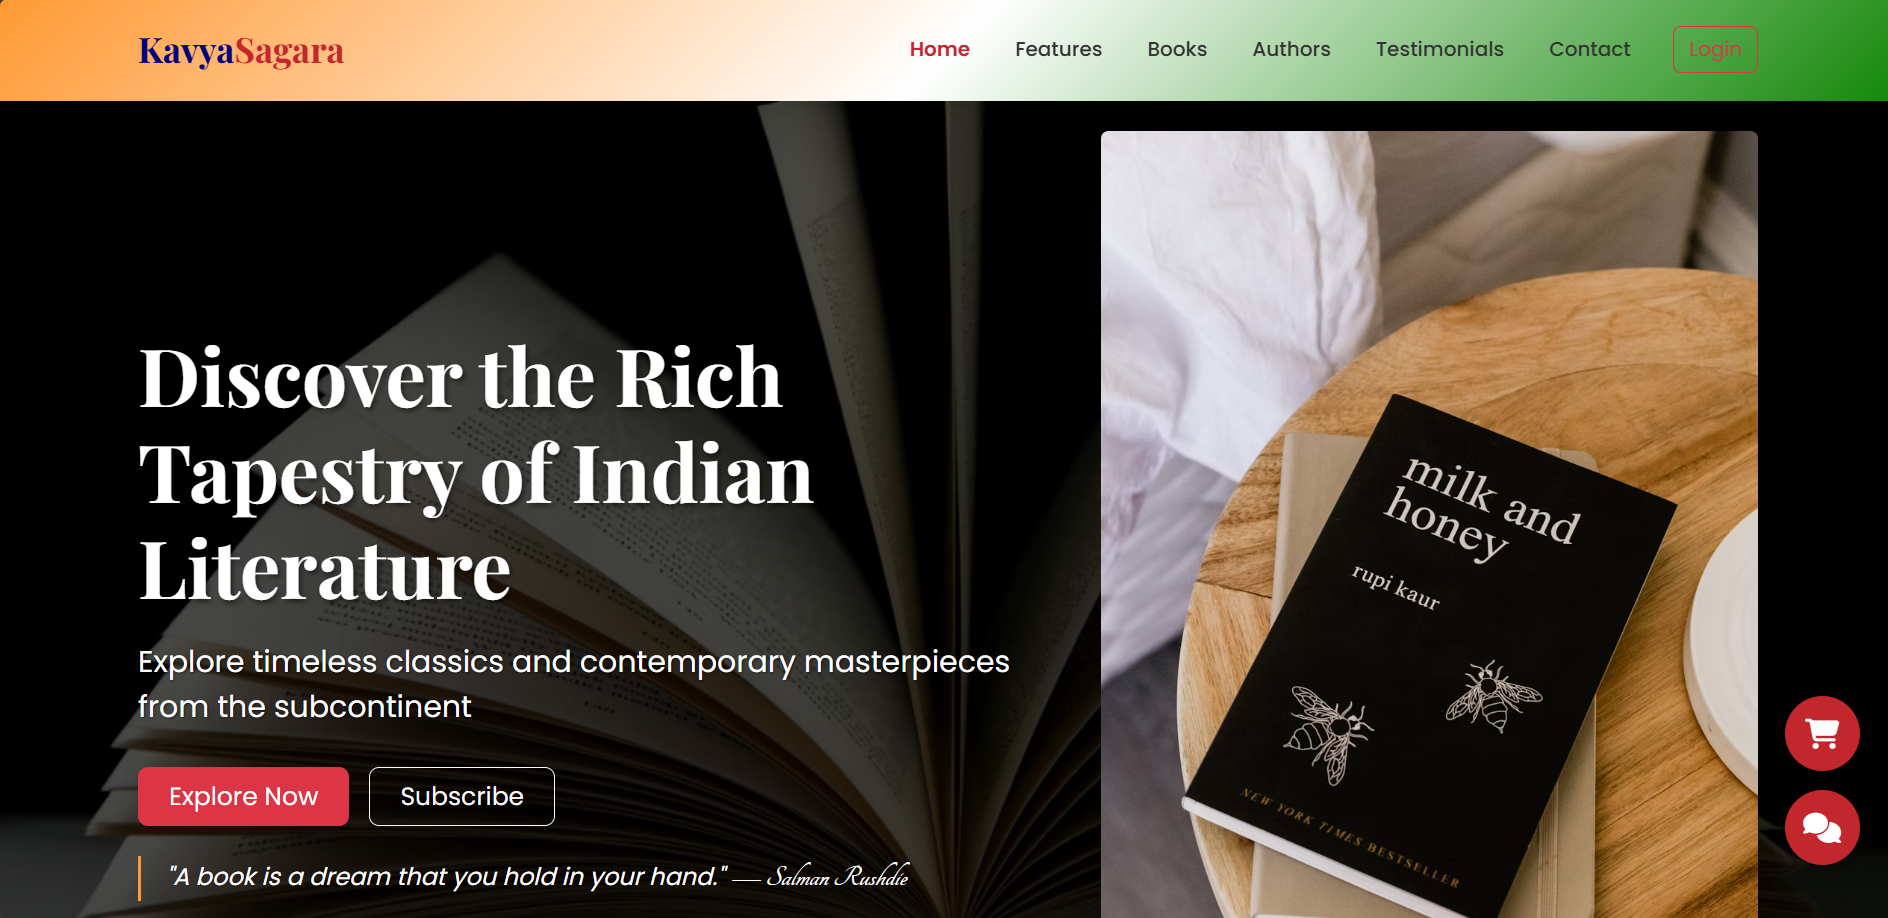 KavyaSagara
Home Features Books Authors Testimonials Contact Login
Discover the Rich
Tapestry of Indian
Literature
Explore timeless classics and contemporary masterpieces
from the subcontinent
Explore Now Subscribe
"A book is a dream that you hold in your hand." — Salman Rushdie
milk and
honey
rupi kaur
NEW YORK TIMES BESTSELLER